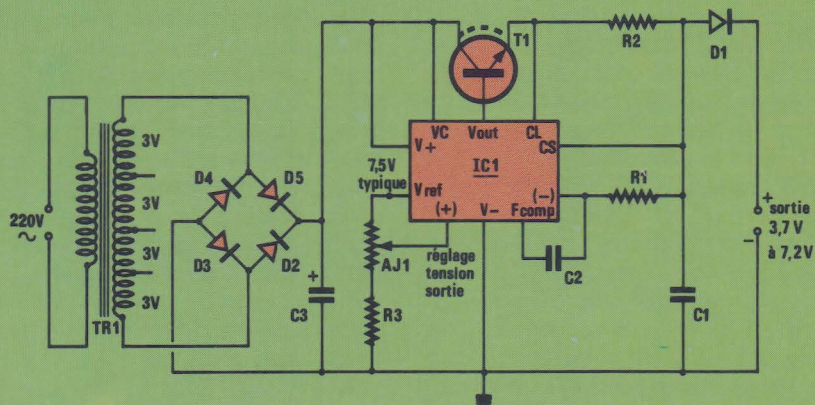 T1
R2
D1
VC
Vout
CL
V+
CS
IC1
7,5V
typique
Vref
(-)
R1
(+)
V-
Fcomp
3V
3V
3V
3V
D4
D5
D3
D2
220V
~
TR1
AJ1
réglage
tension
sortie
C2
+
C3
R3
C1
+
sortie
3,7 V
-
à 7,2V